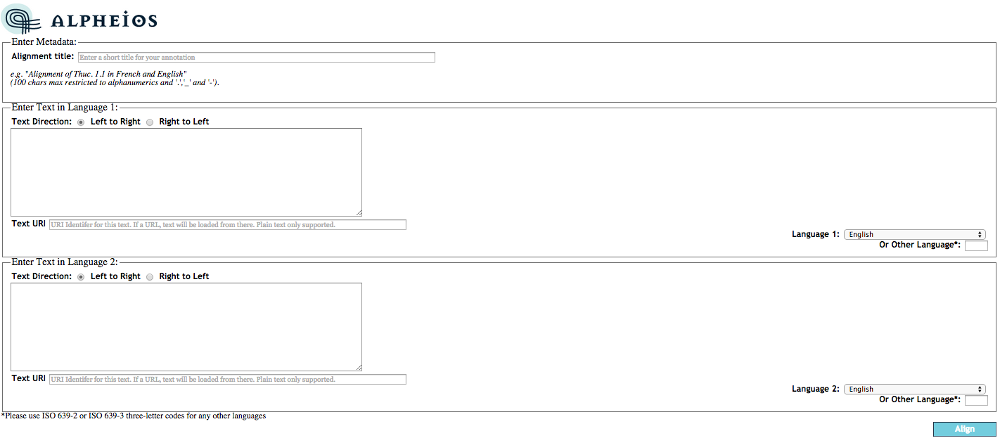 ALPHEIOS
Enter Metadata:
Alignment title: Enter a short title for your annotation
e.g. "Alignment of Thuc. 1.1 in French and English"
(100 chars max restricted to alphanumerics and '.','_' and '-').
Enter Text in Language 1:
Text Direction: Left to Right Right to Left
Text URI URI Identifer for this text. If a URL, text will be loaded from there. Plain text only supported.
Language 1: English
Or Other Language*:
Enter Text in Language 2:
Text Direction: Left to Right Right to Left
Text URI URI Identifer for this text. If a URL, text will be loaded from there. Plain text only supported.
Language 2: English
Or Other Language*:
*Please use ISO 639-2 or ISO 639-3 three-letter codes for any other languages
Align